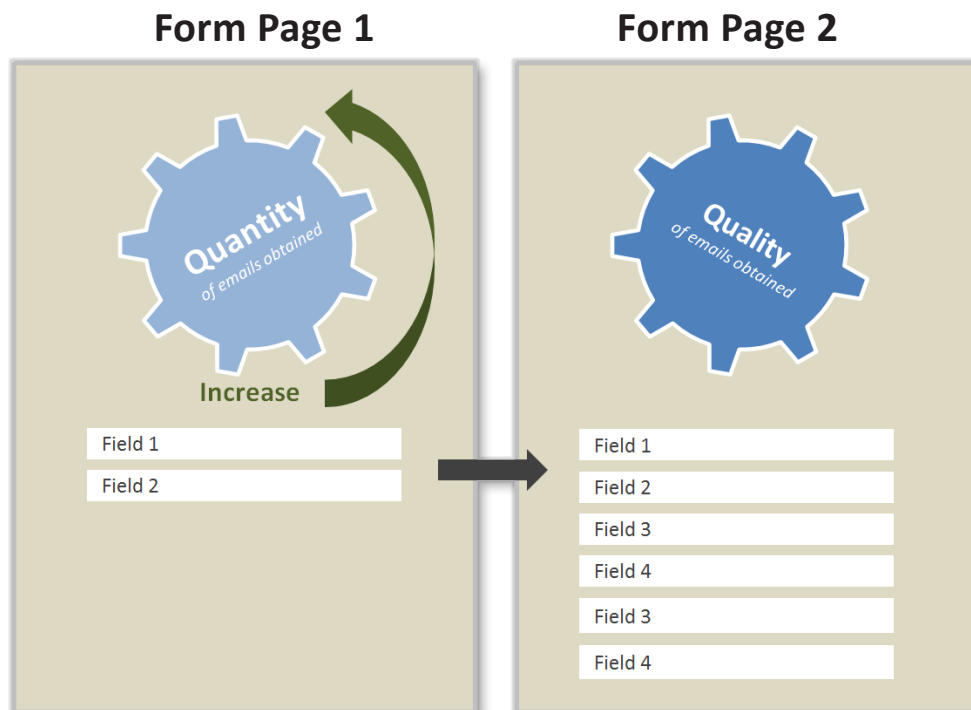 Form Page 1
Quantity
of emails obtained
Increase
Field 1
Field 2
Form Page 2
Quality
of emails obtained
Field 1
Field 2
Field 3
Field 4
Field 3
Field 4